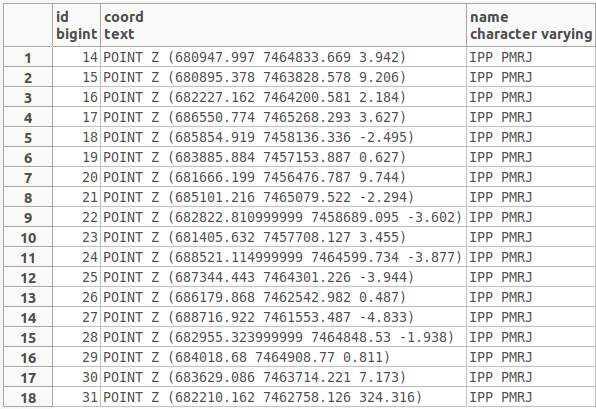 id coord name
bigint text character varying
1 14 POINT Z (680947.997 7464833.669 3.942) IPP PMRJ
2 15 POINT Z (680895.378 7463828.578 9.206) IPP PMRJ
3 16 POINT Z (682227.162 7464200.581 2.184) IPP PMRJ
4 17 POINT Z (686550.774 7465268.293 3.627) IPP PMRJ
5 18 POINT Z (685854.919 7458136.336 -2.495) IPP PMRJ
6 19 POINT Z (683885.884 7457153.887 0.627) IPP PMRJ
7 20 POINT Z (681666.199 7456476.787 9.744) IPP PMRJ
8 21 POINT Z (685101.216 7465079.522 -2.294) IPP PMRJ
9 22 POINT Z (682822.810999999 7458689.095 -3.602) IPP PMRJ
10 23 POINT Z (681405.632 7457708.127 3.455) IPP PMRJ
11 24 POINT Z (688521.114999999 7464599.734 -3.877) IPP PMRJ
12 25 POINT Z (687344.443 7464301.226 -3.944) IPP PMRJ
13 26 POINT Z (686179.868 7462542.982 0.487) IPP PMRJ
14 27 POINT Z (688716.922 7461553.487 -4.833) IPP PMRJ
15 28 POINT Z (682955.323999999 7464848.53 -1.938) IPP PMRJ
16 29 POINT Z (684018.68 7464908.77 0.811) IPP PMRJ
17 30 POINT Z (683629.086 7463714.221 7.173) IPP PMRJ
18 31 POINT Z (682210.162 7462758.126 324.316) IPP PMRJ